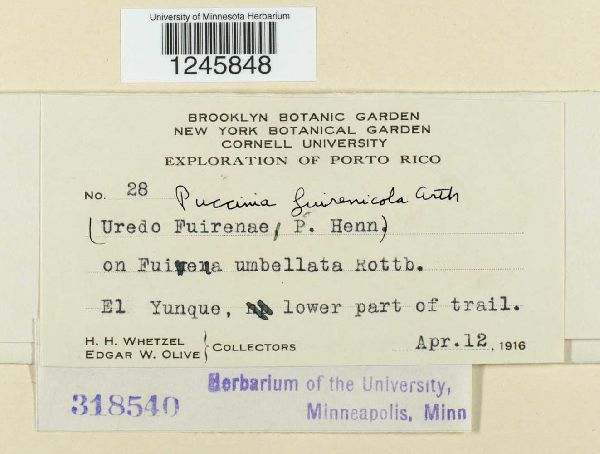 University of Minnesota Herbarium
1245848
BROOKLYN BOTANIC GARDEN
NEW YORK BOTANICAL GARDEN
CORNELL UNIVERSITY
EXPLORATION OF PORTO RICO
No. 28 Puccinia fuirenicola Arth
(Uredo Fuirenae, P. Henn)
on Fuirena umbellata Rottb.
El Yunque, lower part of trail.
H. H. WHETZEL
EDGAR W. OLIVE } COLLECTORS Apr. 12, 1916
318540 Herbarium of the University,
Minneapolis, Minn